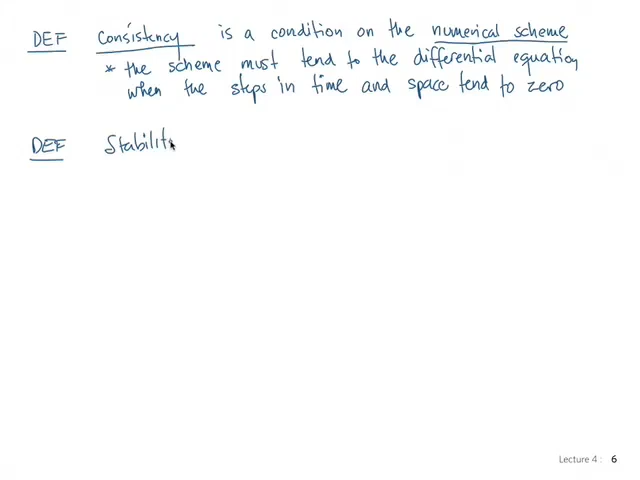 DEF Consistency is a condition on the numerical scheme
* the scheme must tend to the differential equation
when the steps in time and space tend to zero
DEF Stabilit
Lecture 4 : 6